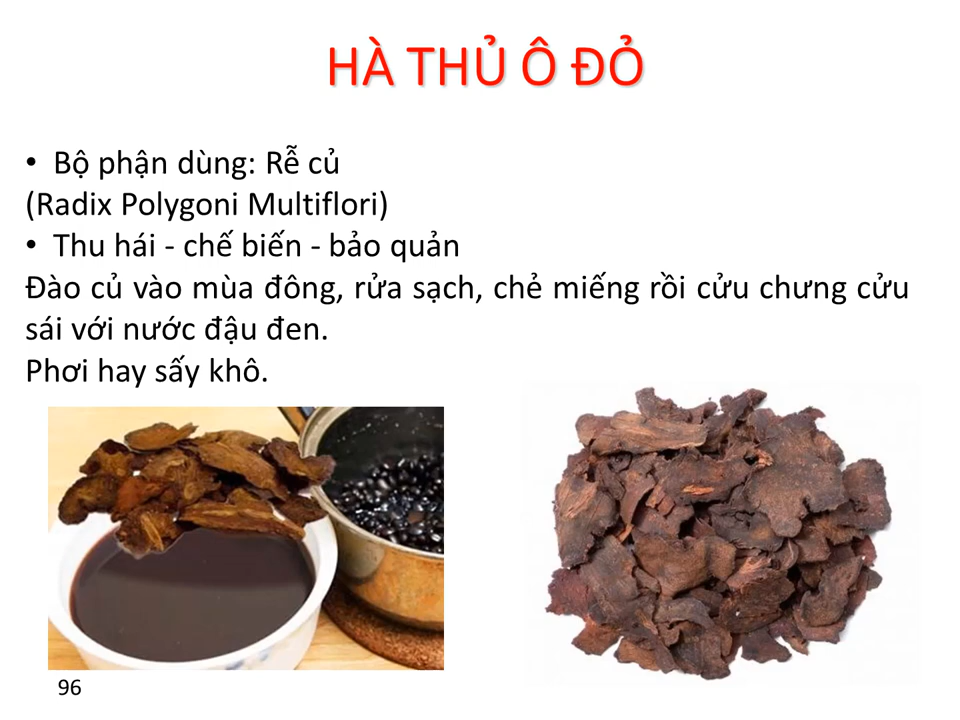 HÀ THỦ Ô ĐỎ
• Bộ phận dùng: Rễ củ
(Radix Polygoni Multiflori)
• Thu hái - chế biến - bảo quản
Đào củ vào mùa đông, rửa sạch, chẻ miếng rồi cửu chưng cửu
sái với nước đậu đen.
Phơi hay sấy khô.
96